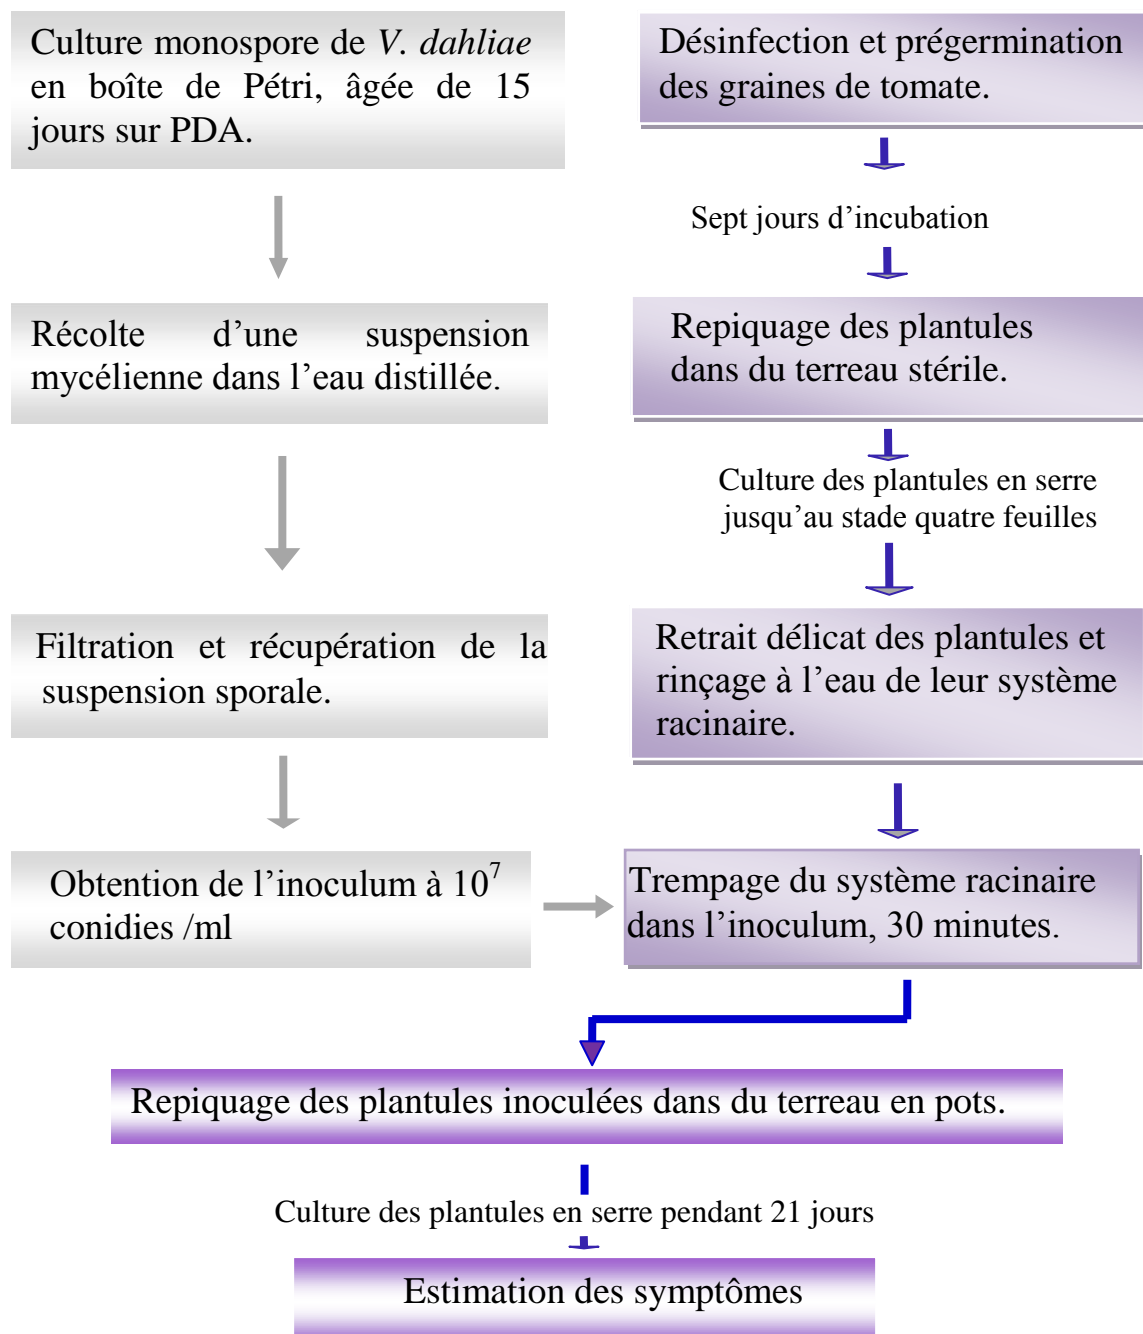 Culture monospore de V. dahliae
en boîte de Pétri, âgée de 15
jours sur PDA.
Récolte d’une suspension
mycélienne dans l’eau distillée.
Filtration et récupération de la
suspension sporale.
Obtention de l’inoculum à 10⁷
conidies /ml
Désinfection et prégermination
des graines de tomate.
Sept jours d’incubation
Repiquage des plantules
dans du terreau stérile.
Culture des plantules en serre
jusqu’au stade quatre feuilles
Retrait délicat des plantules et
rinçage à l’eau de leur système
racinaire.
Trempage du système racinaire
dans l’inoculum, 30 minutes.
Repiquage des plantules inoculées dans du terreau en pots.
Culture des plantules en serre pendant 21 jours
Estimation des symptômes